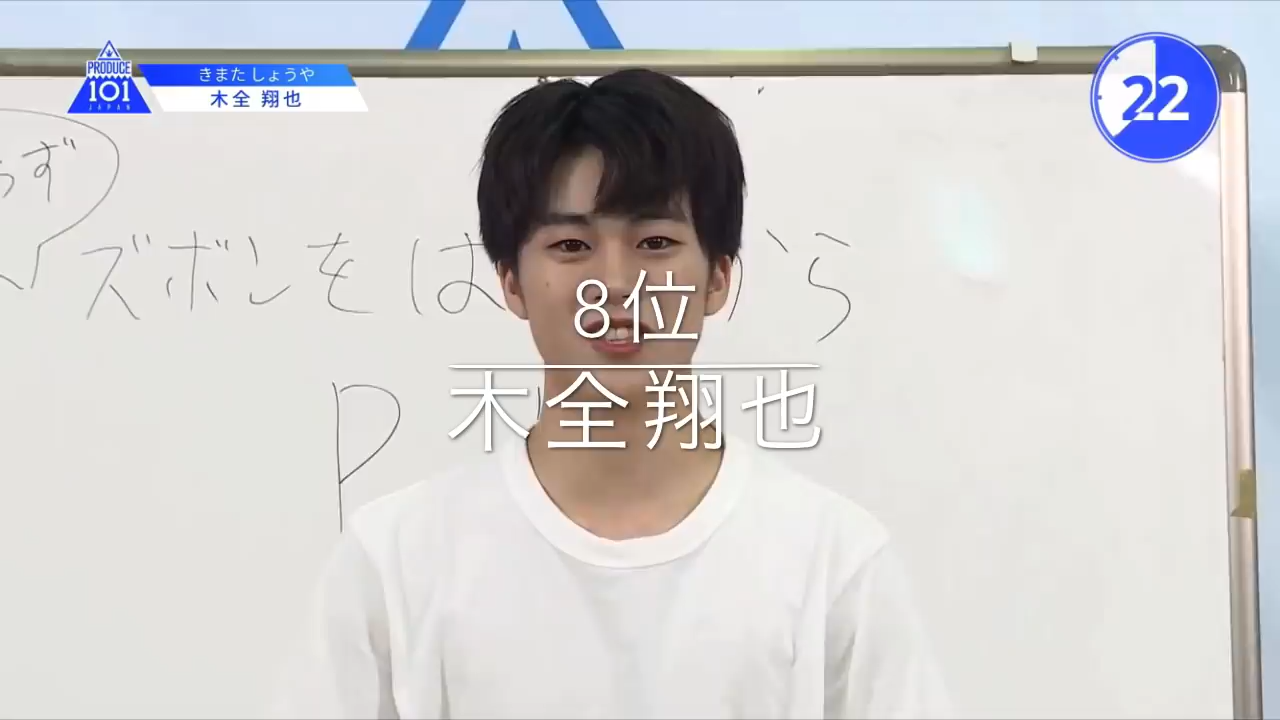 PRODUCE
101
JAPAN
きまた しょうや
木全 翔也
22
ズボンをは
から
P
8位
木全翔也